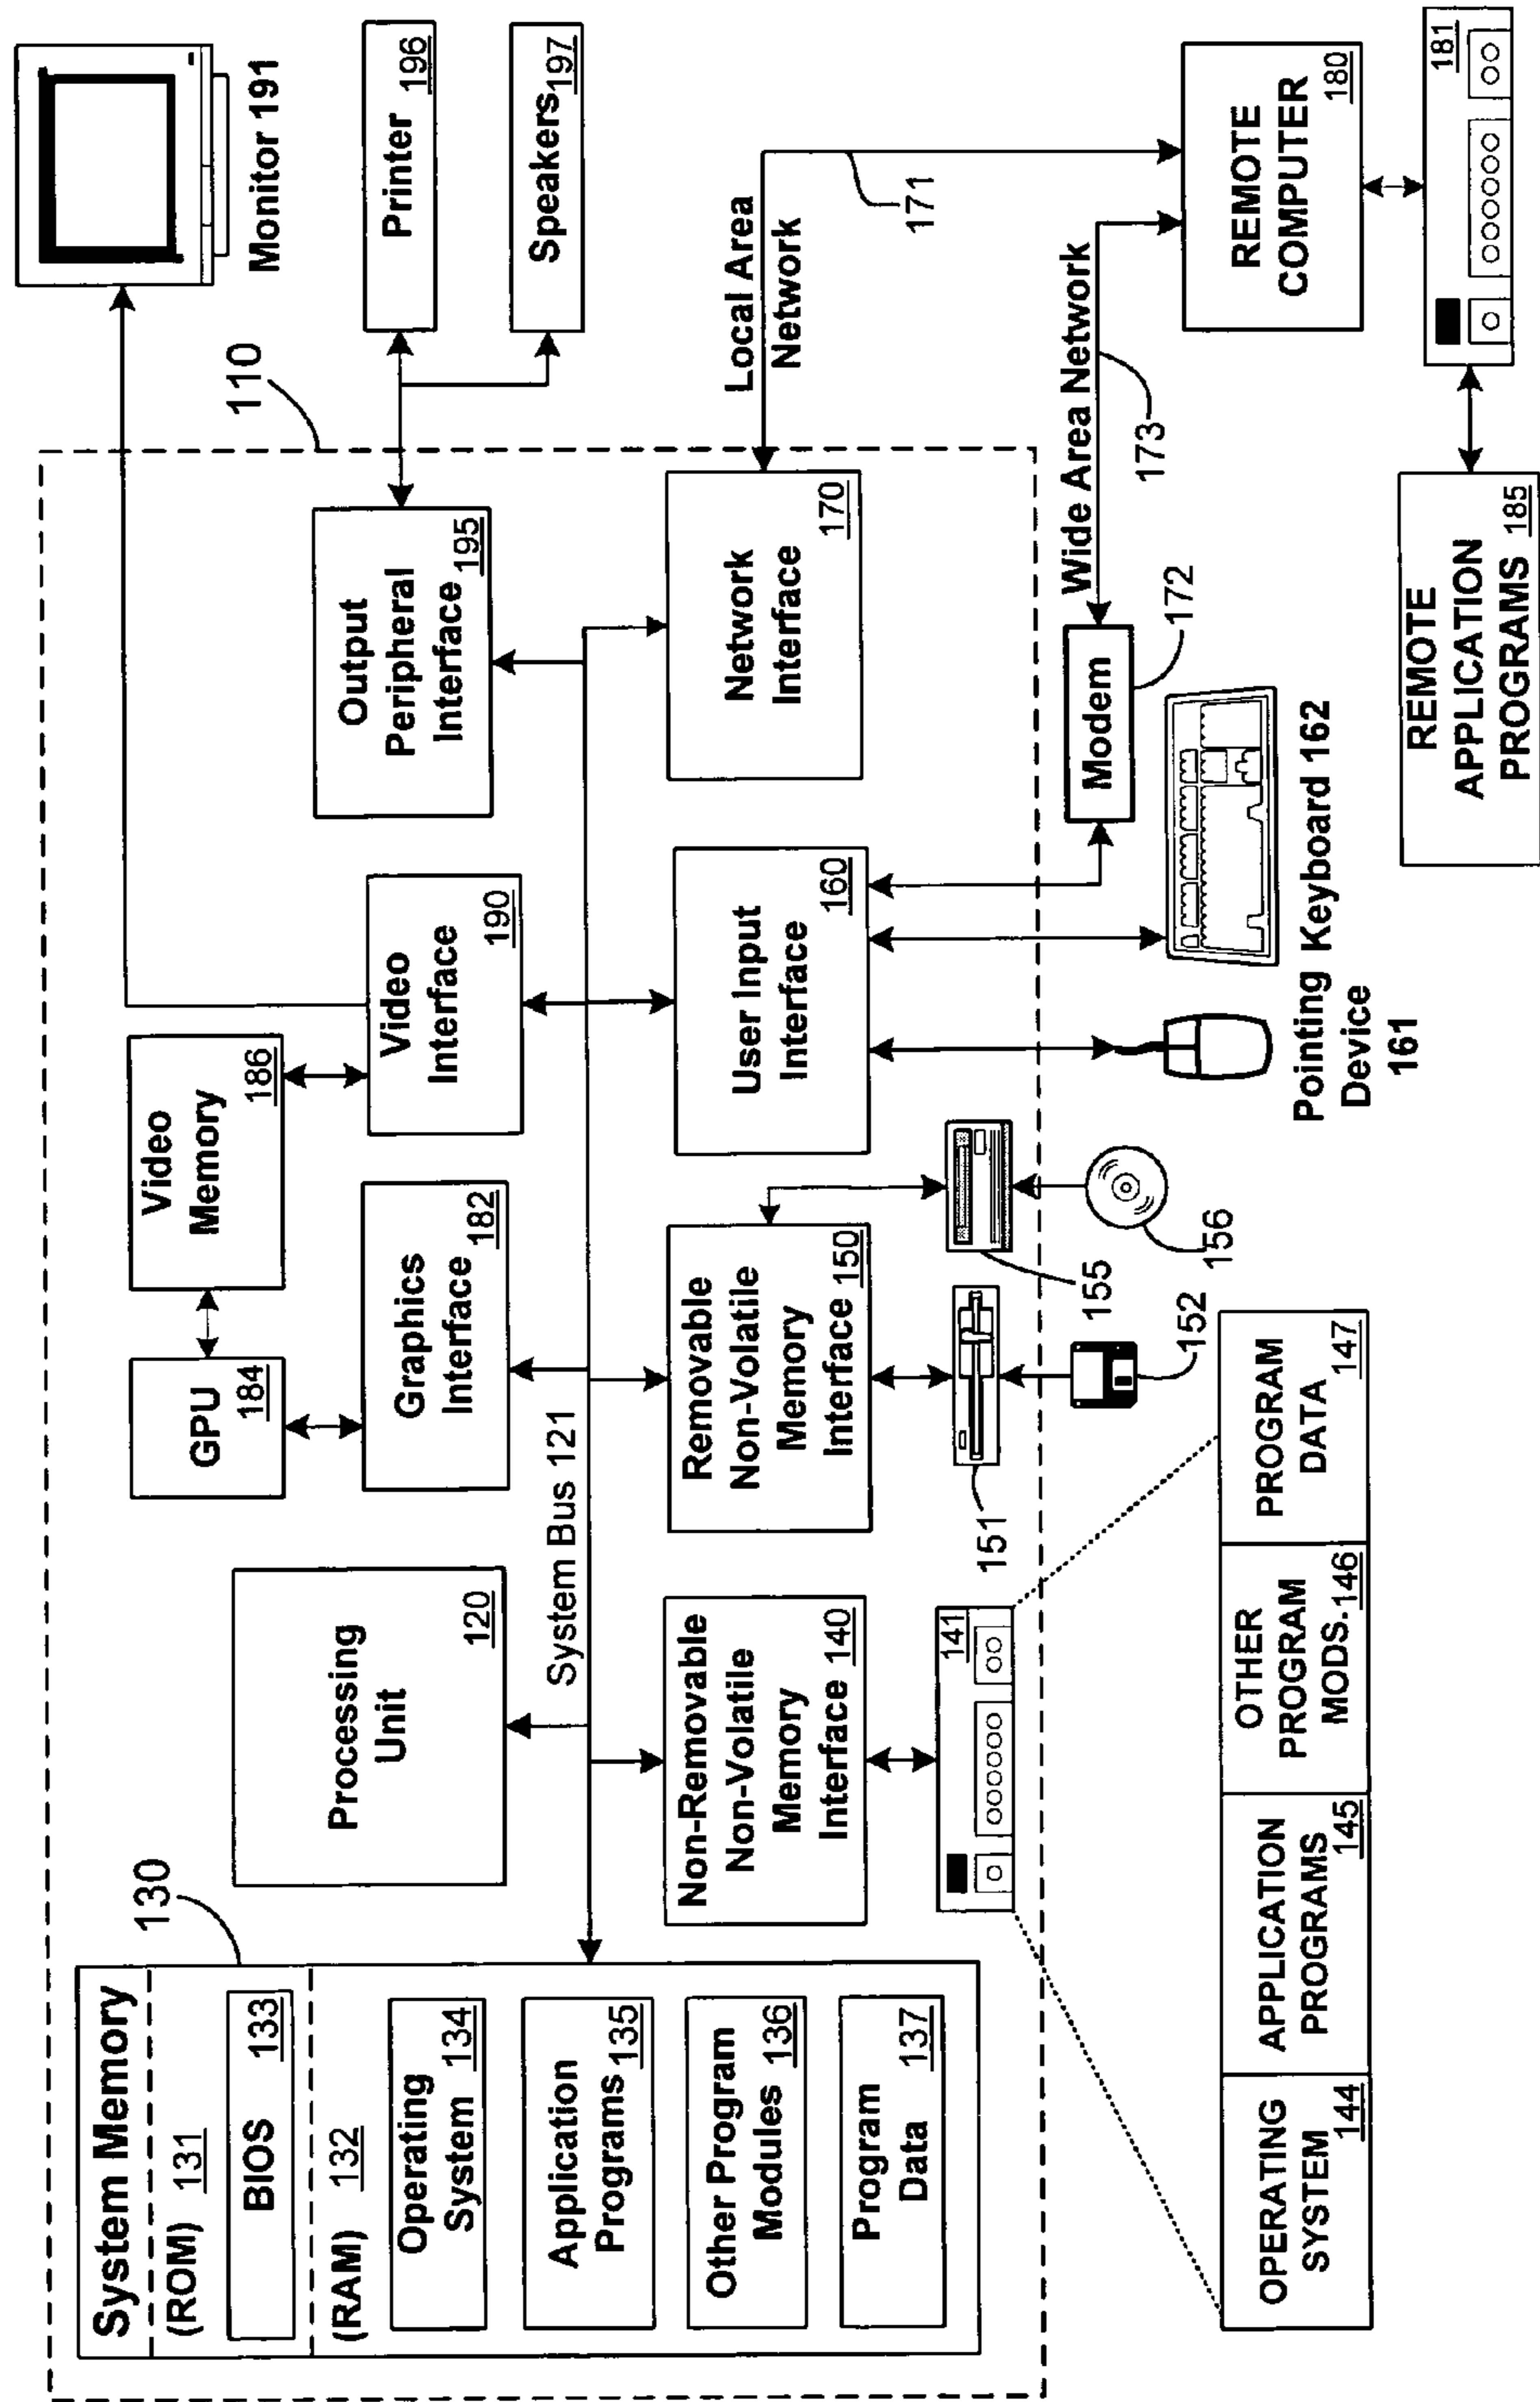 System Memory
130
(ROM) 131
BIOS 133
(RAM) 132
Operating
System 134
Application
Programs 135
Other Program
Modules 136
Program
Data 137
Processing
Unit
120
System Bus 121
GPU
184
Video
Memory
186
Graphics
Interface
182
Video
Interface
190
Output
Peripheral
Interface
195
110
Monitor 191
Printer
196
Speakers
197
Non-Removable
Non-Volatile
Memory
Interface 140
Removable
Non-Volatile
Memory
Interface 150
User Input
Interface
160
Network
Interface
170
Local Area
Network
171
Wide Area Network
173
Modem
172
141
151
152
155
156
Pointing
Device
161
Keyboard 162
REMOTE
COMPUTER
180
181
REMOTE
APPLICATION
PROGRAMS 185
OPERATING
SYSTEM 144
APPLICATION
PROGRAMS 145
OTHER
PROGRAM
MODS. 146
PROGRAM
DATA 147